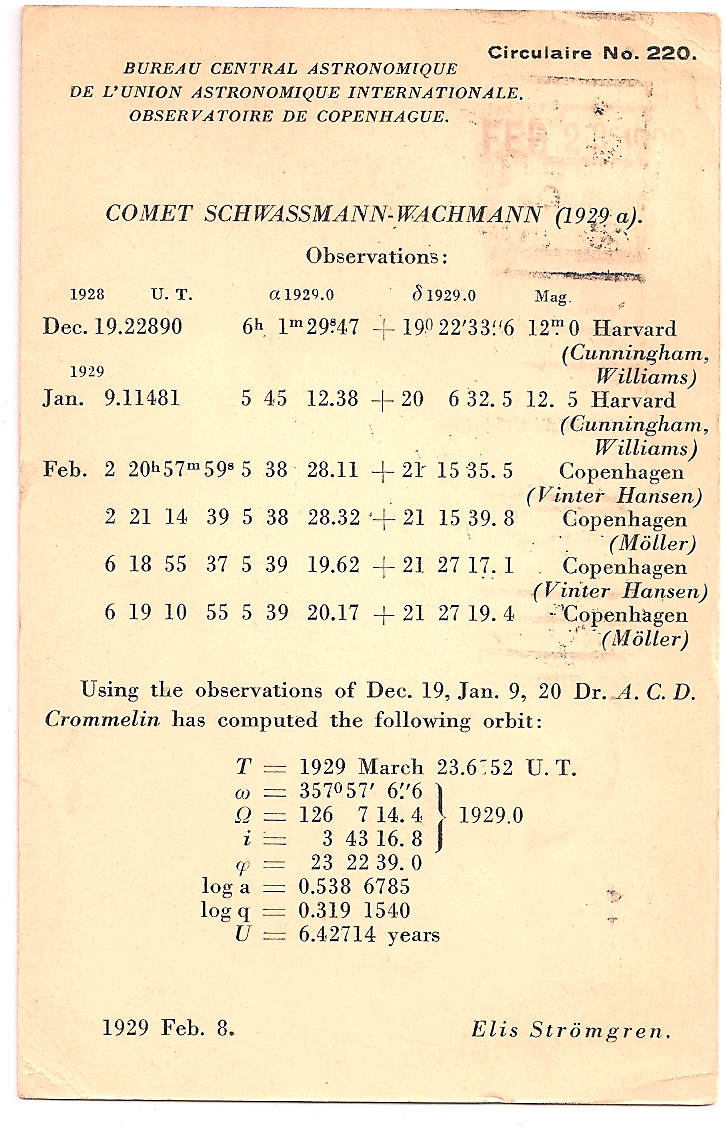 Circulaire No. 220.
BUREAU CENTRAL ASTRONOMIQUE
DE L'UNION ASTRONOMIQUE INTERNATIONALE.
OBSERVATOIRE DE COPENHAGUE.
FEB
COMET SCHWASSMANN-WACHMANN (1929 a).
Observations:
1928 U. T. α 1929.0 δ 1929.0 Mag.
Dec. 19.22890 6h 1m 29s.47 + 19° 22′ 33″.6 12m.0 Harvard
(Cunningham,
1929 Williams)
Jan. 9.11481 5 45 12.38 + 20 6 32. 5 12. 5 Harvard
(Cunningham,
Williams)
Feb. 2 20h 57m 59s 5 38 28.11 + 21 15 35. 5 Copenhagen
(Vinter Hansen)
2 21 14 39 5 38 28.32 + 21 15 39. 8 Copenhagen
(Möller)
6 18 55 37 5 39 19.62 + 21 27 17. 1 Copenhagen
(Vinter Hansen)
6 19 10 55 5 39 20.17 + 21 27 19. 4 Copenhagen
(Möller)
Using the observations of Dec. 19, Jan. 9, 20 Dr. A. C. D.
Crommelin has computed the following orbit:
T = 1929 March U. T.
ω = 357° 57′ 6″.6
Ω = 126 7 14. 4 } 1929.0
i = 3 43 16. 8
φ = 23 22 39. 0
log a = 0.538 6785
log q = 0.319 1540
U = 6.42714 years
1929 Feb. 8. Elis Strömgren.